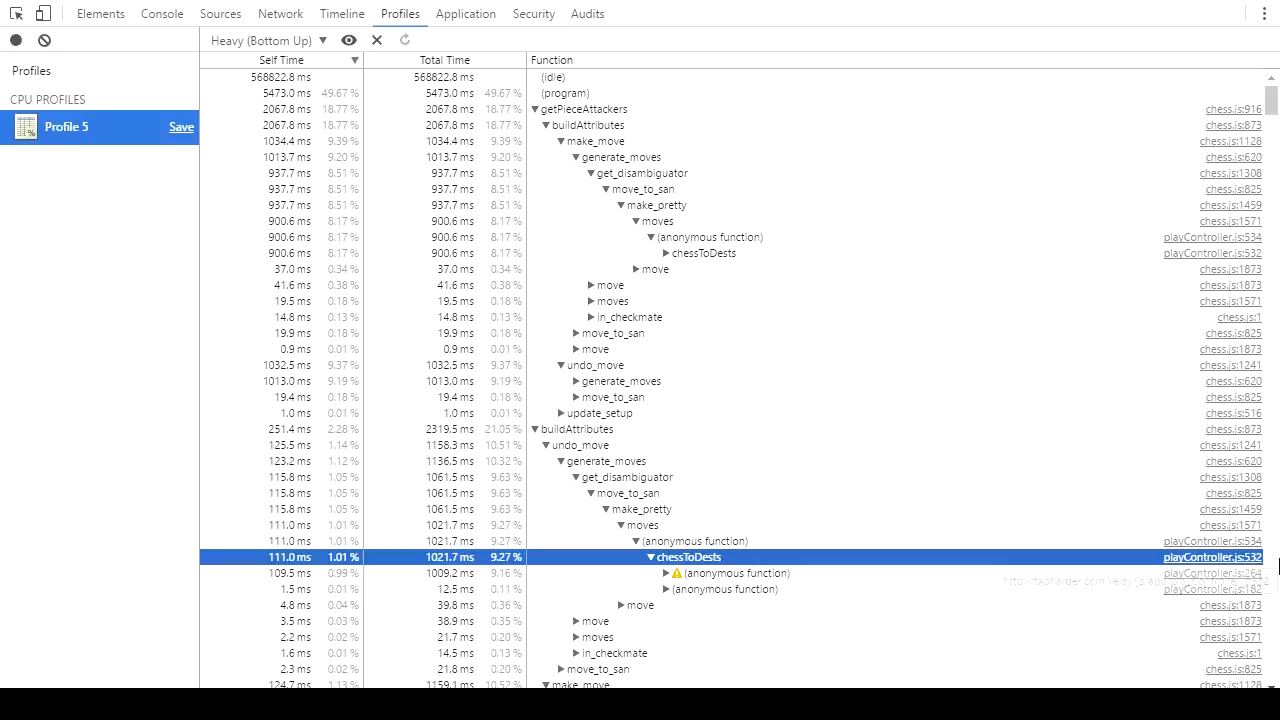 Elements Console Sources Network Timeline Profiles Application Security Audits
Heavy (Bottom Up)
Profiles
CPU PROFILES
Profile 5 Save
Self Time Total Time Function
568822.8 ms 568822.8 ms (idle)
5473.0 ms 49.67 % 5473.0 ms 49.67 % (program)
2067.8 ms 18.77 % 2067.8 ms 18.77 % getPieceAttackers chess.js:916
2067.8 ms 18.77 % 2067.8 ms 18.77 % buildAttributes chess.js:873
1034.4 ms 9.39 % 1034.4 ms 9.39 % make_move chess.js:1128
1013.7 ms 9.20 % 1013.7 ms 9.20 % generate_moves chess.js:620
937.7 ms 8.51 % 937.7 ms 8.51 % get_disambiguator chess.js:1308
937.7 ms 8.51 % 937.7 ms 8.51 % move_to_san chess.js:825
937.7 ms 8.51 % 937.7 ms 8.51 % make_pretty chess.js:1459
900.6 ms 8.17 % 900.6 ms 8.17 % moves chess.js:1571
900.6 ms 8.17 % 900.6 ms 8.17 % (anonymous function) playController.js:534
900.6 ms 8.17 % 900.6 ms 8.17 % chessToDests playController.js:532
37.0 ms 0.34 % 37.0 ms 0.34 % move chess.js:1873
41.6 ms 0.38 % 41.6 ms 0.38 % move chess.js:1873
19.5 ms 0.18 % 19.5 ms 0.18 % moves chess.js:1571
14.8 ms 0.13 % 14.8 ms 0.13 % in_checkmate chess.js:1
19.9 ms 0.18 % 19.9 ms 0.18 % move_to_san chess.js:825
0.9 ms 0.01 % 0.9 ms 0.01 % move chess.js:1873
1032.5 ms 9.37 % 1032.5 ms 9.37 % undo_move chess.js:1241
1013.0 ms 9.19 % 1013.0 ms 9.19 % generate_moves chess.js:620
19.4 ms 0.18 % 19.4 ms 0.18 % move_to_san chess.js:825
1.0 ms 0.01 % 1.0 ms 0.01 % update_setup chess.js:516
251.4 ms 2.28 % 2319.5 ms 21.05 % buildAttributes chess.js:873
125.5 ms 1.14 % 1158.3 ms 10.51 % undo_move chess.js:1241
123.2 ms 1.12 % 1136.5 ms 10.32 % generate_moves chess.js:620
115.8 ms 1.05 % 1061.5 ms 9.63 % get_disambiguator chess.js:1308
115.8 ms 1.05 % 1061.5 ms 9.63 % move_to_san chess.js:825
115.8 ms 1.05 % 1061.5 ms 9.63 % make_pretty chess.js:1459
111.0 ms 1.01 % 1021.7 ms 9.27 % moves chess.js:1571
111.0 ms 1.01 % 1021.7 ms 9.27 % (anonymous function) playController.js:534
111.0 ms 1.01 % 1021.7 ms 9.27 % chessToDests playController.js:532
109.5 ms 0.99 % 1009.2 ms 9.16 % (anonymous function) playController.js:264
1.5 ms 0.01 % 12.5 ms 0.11 % (anonymous function) playController.js:182
4.8 ms 0.04 % 39.8 ms 0.36 % move chess.js:1873
3.5 ms 0.03 % 38.9 ms 0.35 % move chess.js:1873
2.2 ms 0.02 % 21.7 ms 0.20 % moves chess.js:1571
1.6 ms 0.01 % 14.5 ms 0.13 % in_checkmate chess.js:1
2.3 ms 0.02 % 21.8 ms 0.20 % move_to_san chess.js:825
124.7 ms 1.13 % 1159.1 ms 10.52 % make_move chess.js:1128